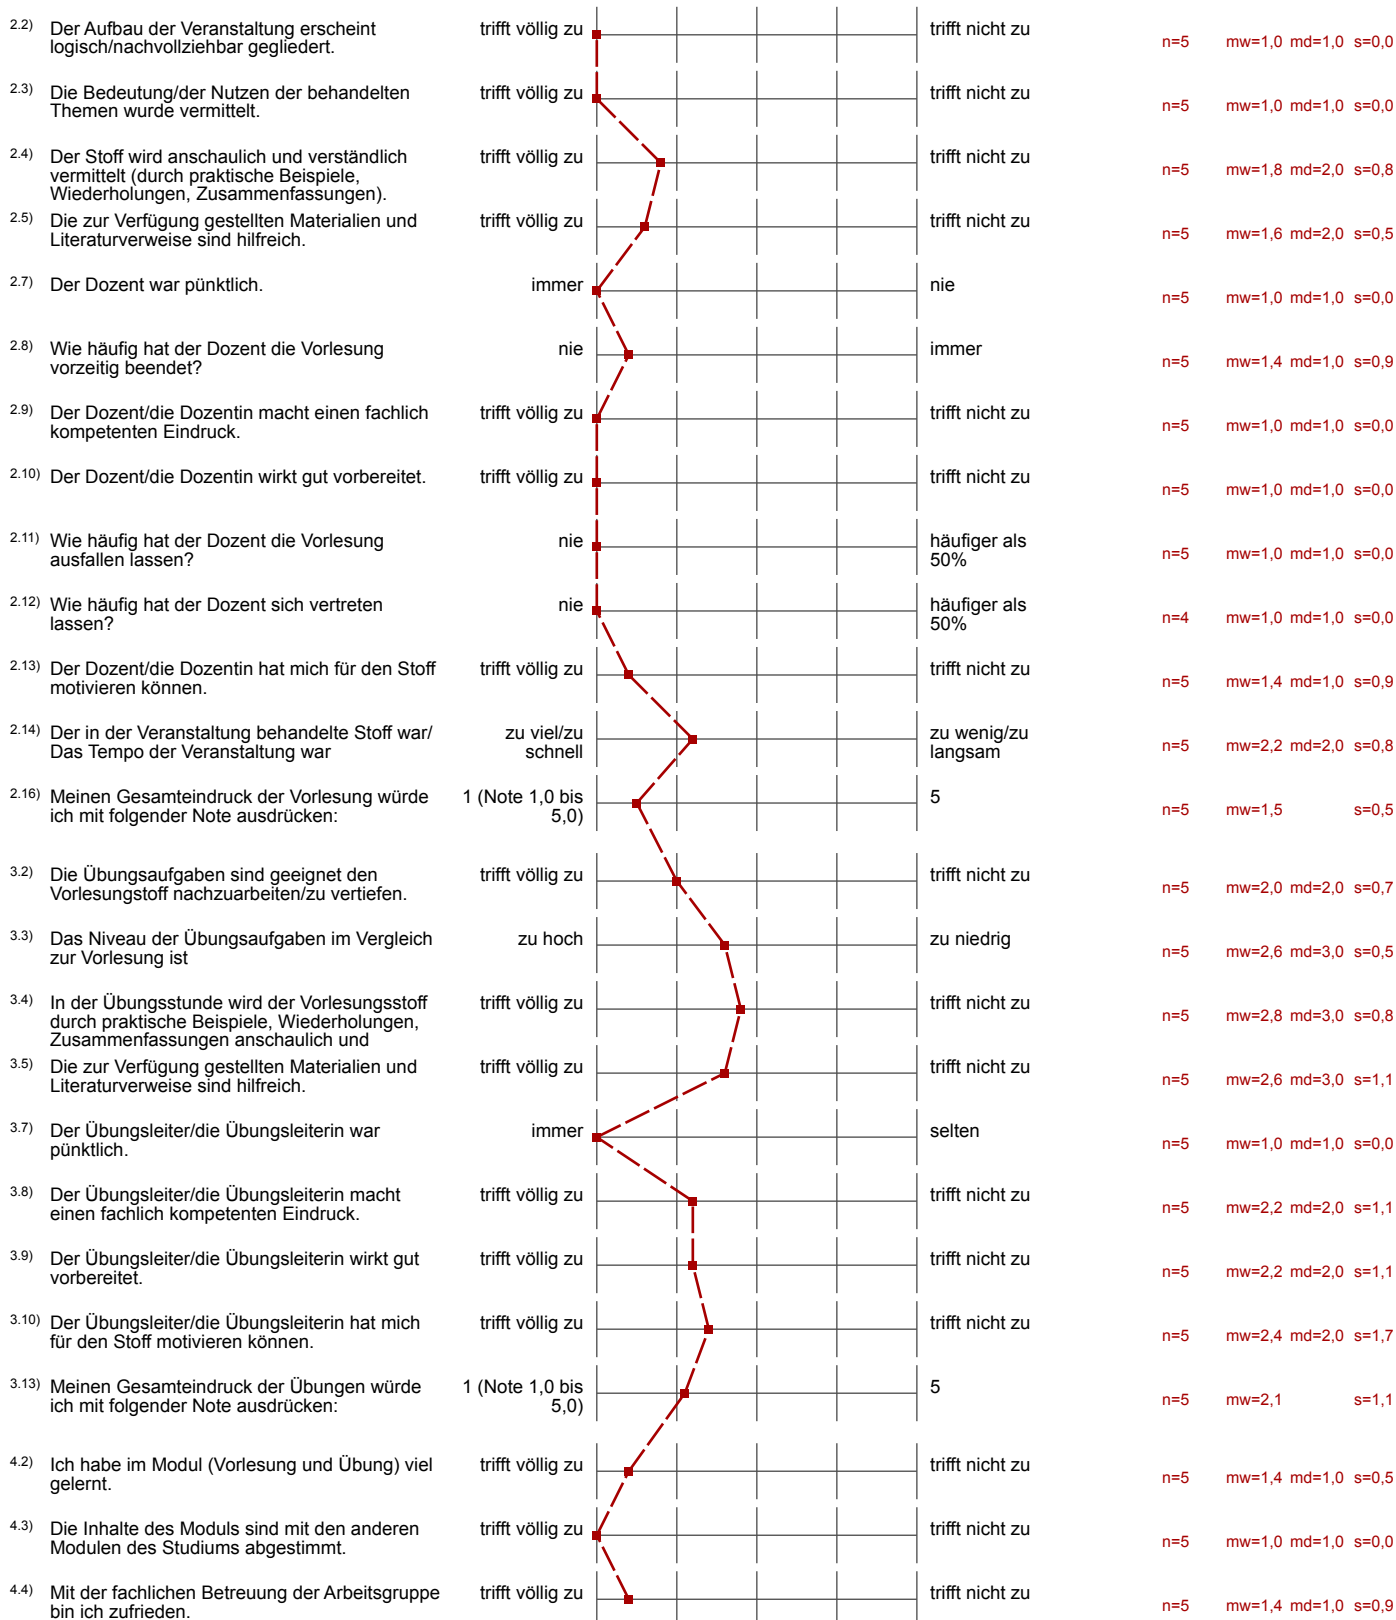 2.2) Der Aufbau der Veranstaltung erscheint trifft völlig zu trifft nicht zu
logisch/nachvollziehbar gegliedert. n=5 mw=1,0 md=1,0 s=0,0
2.3) Die Bedeutung/der Nutzen der behandelten trifft völlig zu trifft nicht zu
Themen wurde vermittelt. n=5 mw=1,0 md=1,0 s=0,0
2.4) Der Stoff wird anschaulich und verständlich trifft völlig zu trifft nicht zu
vermittelt (durch praktische Beispiele, n=5 mw=1,8 md=2,0 s=0,8
Wiederholungen, Zusammenfassungen).
2.5) Die zur Verfügung gestellten Materialien und trifft völlig zu trifft nicht zu
Literaturverweise sind hilfreich. n=5 mw=1,6 md=2,0 s=0,5
2.7) Der Dozent war pünktlich. immer nie
n=5 mw=1,0 md=1,0 s=0,0
2.8) Wie häufig hat der Dozent die Vorlesung nie immer
vorzeitig beendet? n=5 mw=1,4 md=1,0 s=0,9
2.9) Der Dozent/die Dozentin macht einen fachlich trifft völlig zu trifft nicht zu
kompetenten Eindruck. n=5 mw=1,0 md=1,0 s=0,0
2.10) Der Dozent/die Dozentin wirkt gut vorbereitet. trifft völlig zu trifft nicht zu
n=5 mw=1,0 md=1,0 s=0,0
2.11) Wie häufig hat der Dozent die Vorlesung nie häufiger als
ausfallen lassen? 50% n=5 mw=1,0 md=1,0 s=0,0
2.12) Wie häufig hat der Dozent sich vertreten nie häufiger als
lassen? 50% n=4 mw=1,0 md=1,0 s=0,0
2.13) Der Dozent/die Dozentin hat mich für den Stoff trifft völlig zu trifft nicht zu
motivieren können. n=5 mw=1,4 md=1,0 s=0,9
2.14) Der in der Veranstaltung behandelte Stoff war/ zu viel/zu zu wenig/zu
Das Tempo der Veranstaltung war schnell langsam n=5 mw=2,2 md=2,0 s=0,8
2.16) Meinen Gesamteindruck der Vorlesung würde 1 (Note 1,0 bis 5
ich mit folgender Note ausdrücken: 5,0) n=5 mw=1,5 s=0,5
3.2) Die Übungsaufgaben sind geeignet den trifft völlig zu trifft nicht zu
Vorlesungstoff nachzuarbeiten/zu vertiefen. n=5 mw=2,0 md=2,0 s=0,7
3.3) Das Niveau der Übungsaufgaben im Vergleich zu hoch zu niedrig
zur Vorlesung ist n=5 mw=2,6 md=3,0 s=0,5
3.4) In der Übungsstunde wird der Vorlesungsstoff trifft völlig zu trifft nicht zu
durch praktische Beispiele, Wiederholungen, n=5 mw=2,8 md=3,0 s=0,8
Zusammenfassungen anschaulich und
3.5) Die zur Verfügung gestellten Materialien und trifft völlig zu trifft nicht zu
Literaturverweise sind hilfreich. n=5 mw=2,6 md=3,0 s=1,1
3.7) Der Übungsleiter/die Übungsleiterin war immer selten
pünktlich. n=5 mw=1,0 md=1,0 s=0,0
3.8) Der Übungsleiter/die Übungsleiterin macht trifft völlig zu trifft nicht zu
einen fachlich kompetenten Eindruck. n=5 mw=2,2 md=2,0 s=1,1
3.9) Der Übungsleiter/die Übungsleiterin wirkt gut trifft völlig zu trifft nicht zu
vorbereitet. n=5 mw=2,2 md=2,0 s=1,1
3.10) Der Übungsleiter/die Übungsleiterin hat mich trifft völlig zu trifft nicht zu
für den Stoff motivieren können. n=5 mw=2,4 md=2,0 s=1,7
3.13) Meinen Gesamteindruck der Übungen würde 1 (Note 1,0 bis 5
ich mit folgender Note ausdrücken: 5,0) n=5 mw=2,1 s=1,1
4.2) Ich habe im Modul (Vorlesung und Übung) viel trifft völlig zu trifft nicht zu
gelernt. n=5 mw=1,4 md=1,0 s=0,5
4.3) Die Inhalte des Moduls sind mit den anderen trifft völlig zu trifft nicht zu
Modulen des Studiums abgestimmt. n=5 mw=1,0 md=1,0 s=0,0
4.4) Mit der fachlichen Betreuung der Arbeitsgruppe trifft völlig zu trifft nicht zu
bin ich zufrieden. n=5 mw=1,4 md=1,0 s=0,9